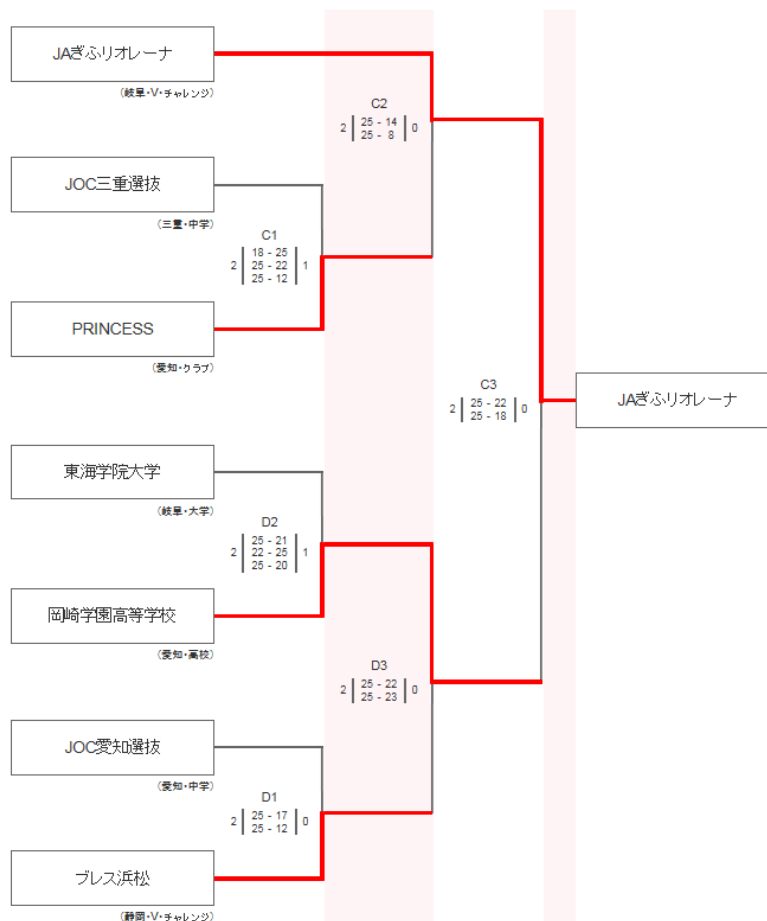 JAぎふリオレーナ
(岐阜・V・チャレンジ)
C2
2 25 - 14 0
25 - 8
JOC三重選抜
(三重・中学)
C1
18 - 25
2 25 - 22 1
25 - 12
PRINCESS
(愛知・クラブ)
C3
2 25 - 22 0
25 - 18
JAぎふリオレーナ
東海学院大学
(岐阜・大学)
D2
25 - 21
2 22 - 25 1
25 - 20
岡崎学園高等学校
(愛知・高校)
D3
2 25 - 22 0
25 - 23
JOC愛知選抜
(愛知・中学)
D1
2 25 - 17 0
25 - 12
ブレス浜松
(静岡・V・チャレンジ)